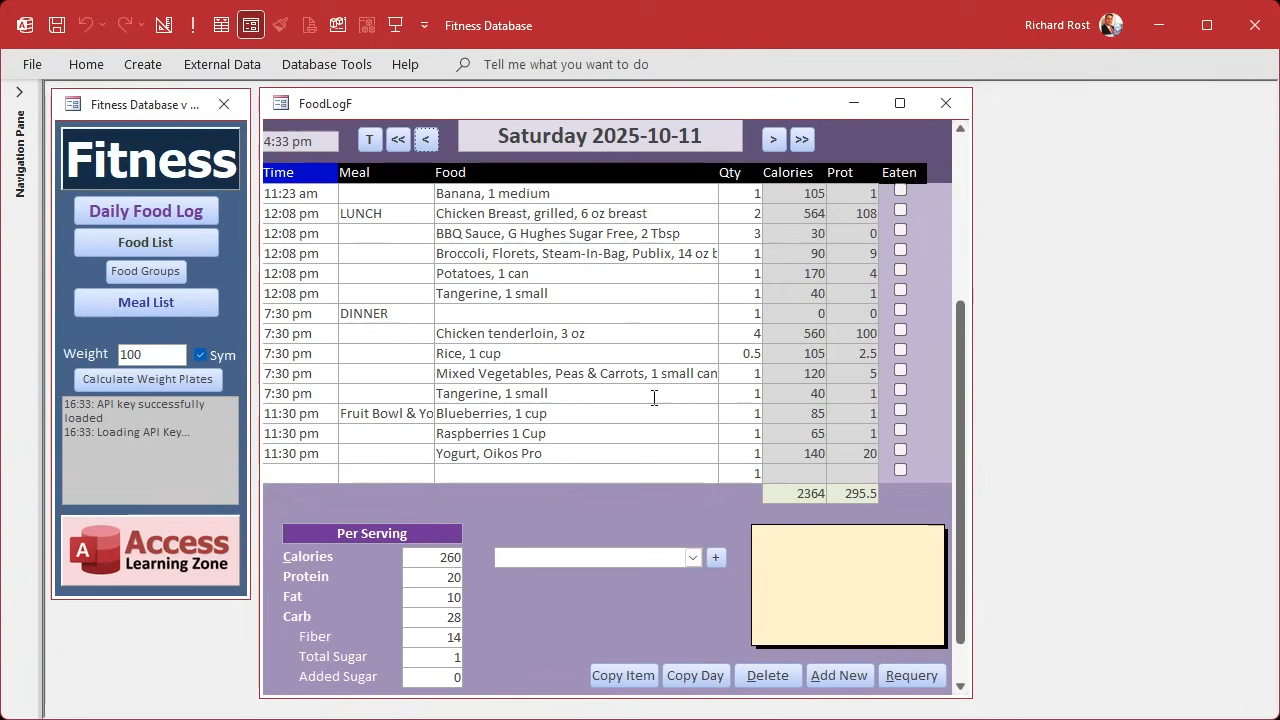 Fitness Database
Richard Rost
File Home Create External Data Database Tools Help Tell me what you want to do
Navigation Pane
Fitness Database v ...
Fitness
Daily Food Log
Food List
Food Groups
Meal List
Weight 100 Sym
Calculate Weight Plates
16:33: API key successfully
loaded
16:33: Loading API Key...
Access
Learning Zone
FoodLogF
4:33 pm T << < Saturday 2025-10-11 > >>
Time Meal Food Qty Calories Prot Eaten
11:23 am Banana, 1 medium 1 105 1
12:08 pm LUNCH Chicken Breast, grilled, 6 oz breast 2 564 108
12:08 pm BBQ Sauce, G Hughes Sugar Free, 2 Tbsp 3 30 0
12:08 pm Broccoli, Florets, Steam-In-Bag, Publix, 14 oz b 1 90 9
12:08 pm Potatoes, 1 can 1 170 4
12:08 pm Tangerine, 1 small 1 40 1
7:30 pm DINNER 1 0 0
7:30 pm Chicken tenderloin, 3 oz 4 560 100
7:30 pm Rice, 1 cup 0.5 105 2.5
7:30 pm Mixed Vegetables, Peas & Carrots, 1 small can 1 120 5
7:30 pm Tangerine, 1 small 1 40 1
11:30 pm Fruit Bowl & Yo Blueberries, 1 cup 1 85 1
11:30 pm Raspberries 1 Cup 1 65 1
11:30 pm Yogurt, Oikos Pro 1 140 20
1
2364 295.5
Per Serving
Calories 260
Protein 20
Fat 10
Carb 28
Fiber 14
Total Sugar 1
Added Sugar 0
+
Copy Item Copy Day Delete Add New Requery